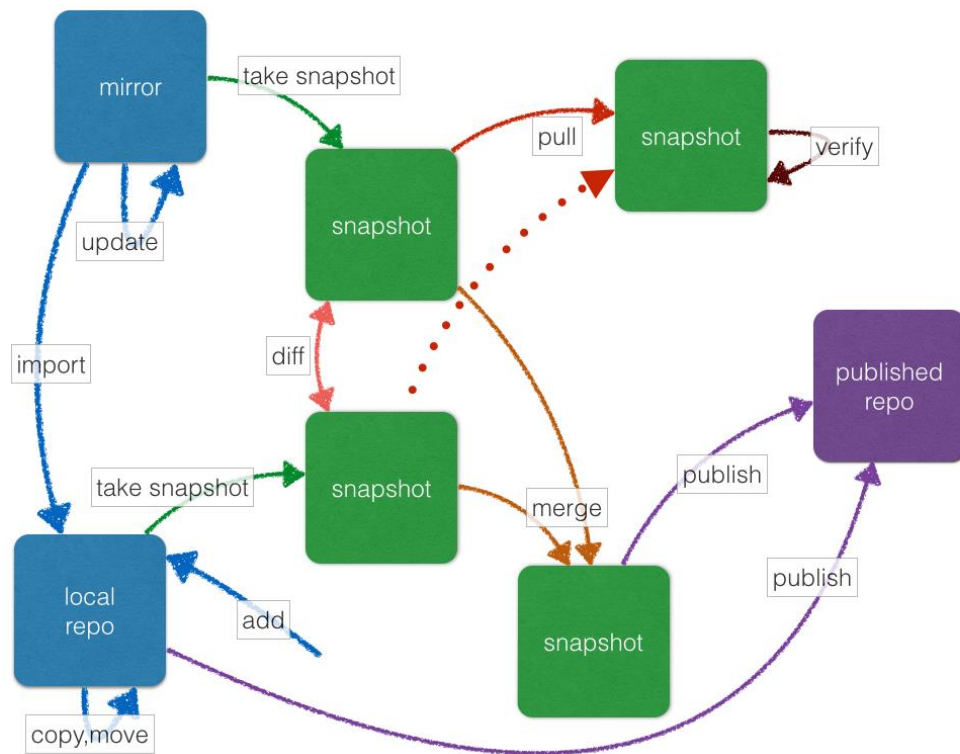 mirror
take snapshot
snapshot
pull
verify
snapshot
update
import
diff
published
repo
take snapshot
snapshot
merge
publish
publish
local
repo
add
snapshot
copy,move